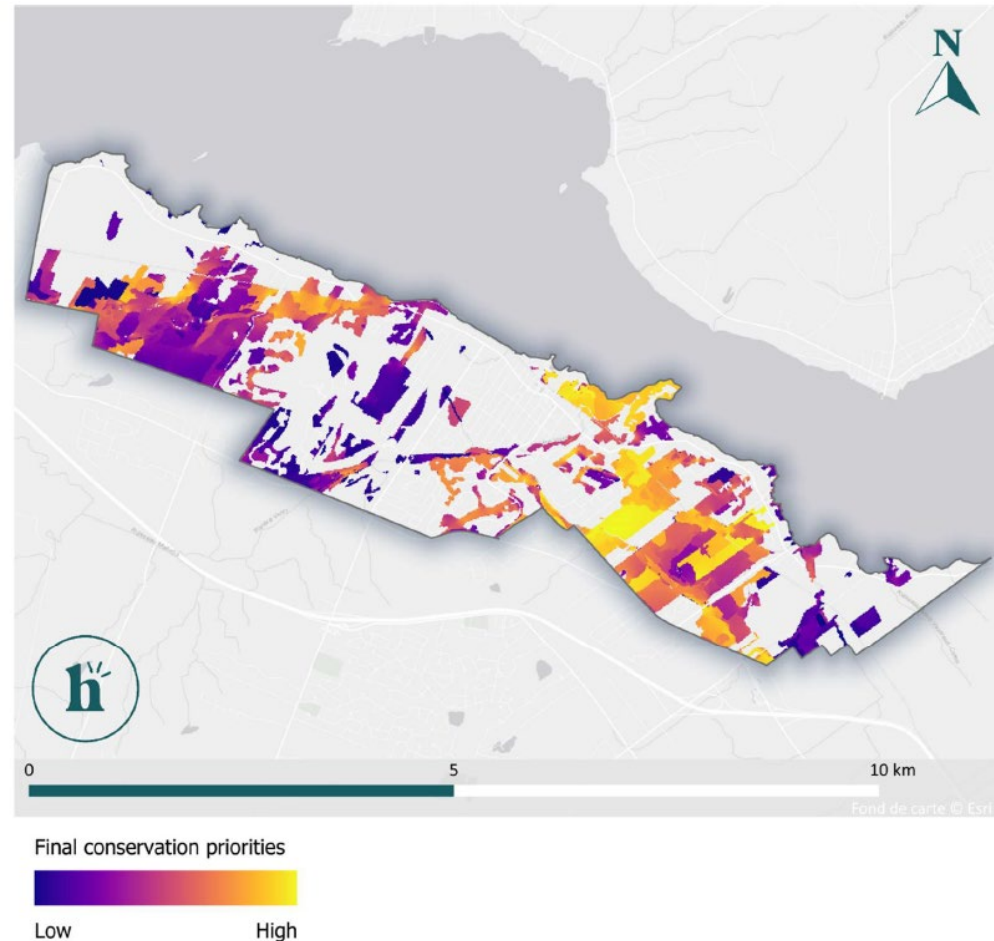 N
h
0 5 10 km
Fond de carte © Esri
Final conservation priorities
Low High